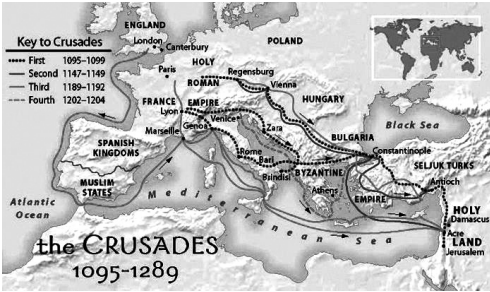 ENGLAND
London
Canterbury
Key to Crusades
First 1095–1099
Second 1147–1149
Third 1189–1192
Fourth 1202–1204
POLAND
Paris
HOLY
ROMAN
EMPIRE
Regensburg
Vienna
FRANCE
Lyon
HUNGARY
Venice
Genoa
Marseille
Zara
BULGARIA
Black Sea
SPANISH
KINGDOMS
Rome
Bari
Brindisi
Constantinople
SELJUK TURKS
BYZANTINE
EMPIRE
Antioch
MUSLIM
STATES
Athens
Atlantic
Ocean
Mediterranean Sea
HOLY
LAND
Damascus
Acre
Jerusalem
the CRUSADES
1095-1289